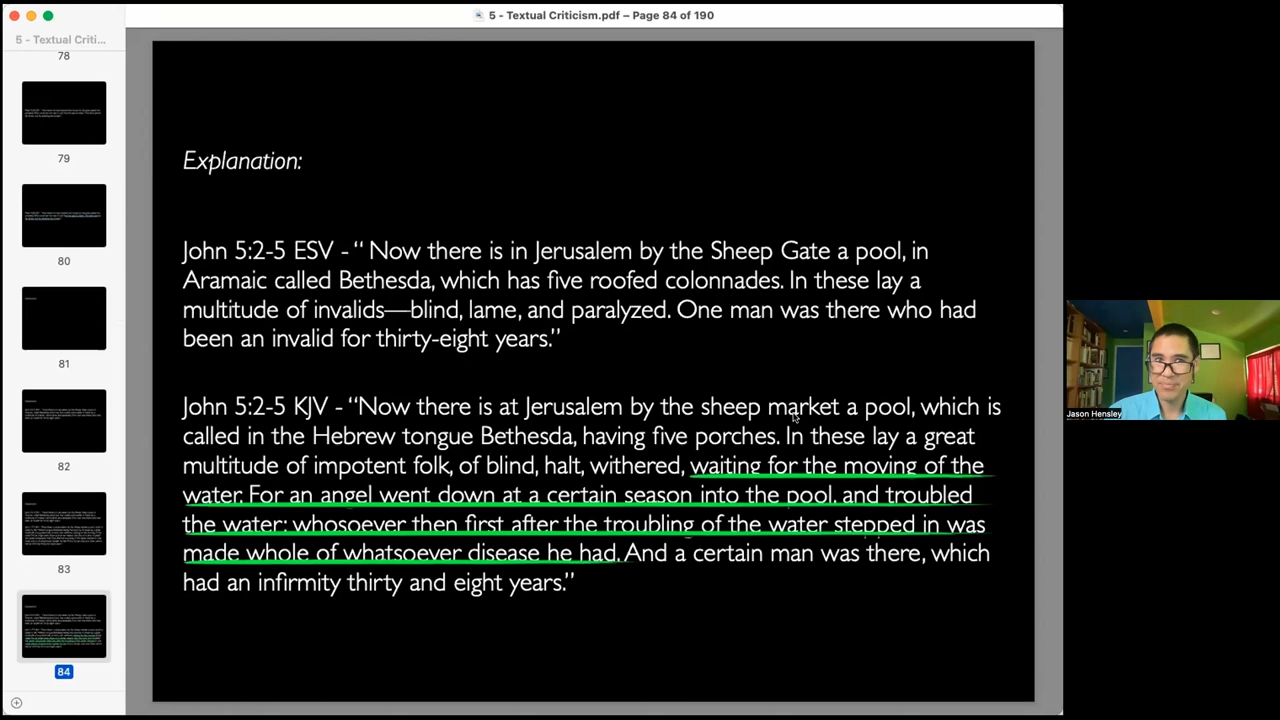 5 - Textual Criticism.pdf – Page 84 of 190
5 - Textual Criti...
78
79
80
81
82
83
84
Explanation:
John 5:2-5 ESV - “ Now there is in Jerusalem by the Sheep Gate a pool, in
Aramaic called Bethesda, which has five roofed colonnades. In these lay a
multitude of invalids—blind, lame, and paralyzed. One man was there who had
been an invalid for thirty-eight years.”
John 5:2-5 KJV - “Now there is at Jerusalem by the sheep market a pool, which is
called in the Hebrew tongue Bethesda, having five porches. In these lay a great
multitude of impotent folk, of blind, halt, withered, waiting for the moving of the
water. For an angel went down at a certain season into the pool, and troubled
the water: whosoever then first after the troubling of the water stepped in was
made whole of whatsoever disease he had. And a certain man was there, which
had an infirmity thirty and eight years.”
Jason Hensley